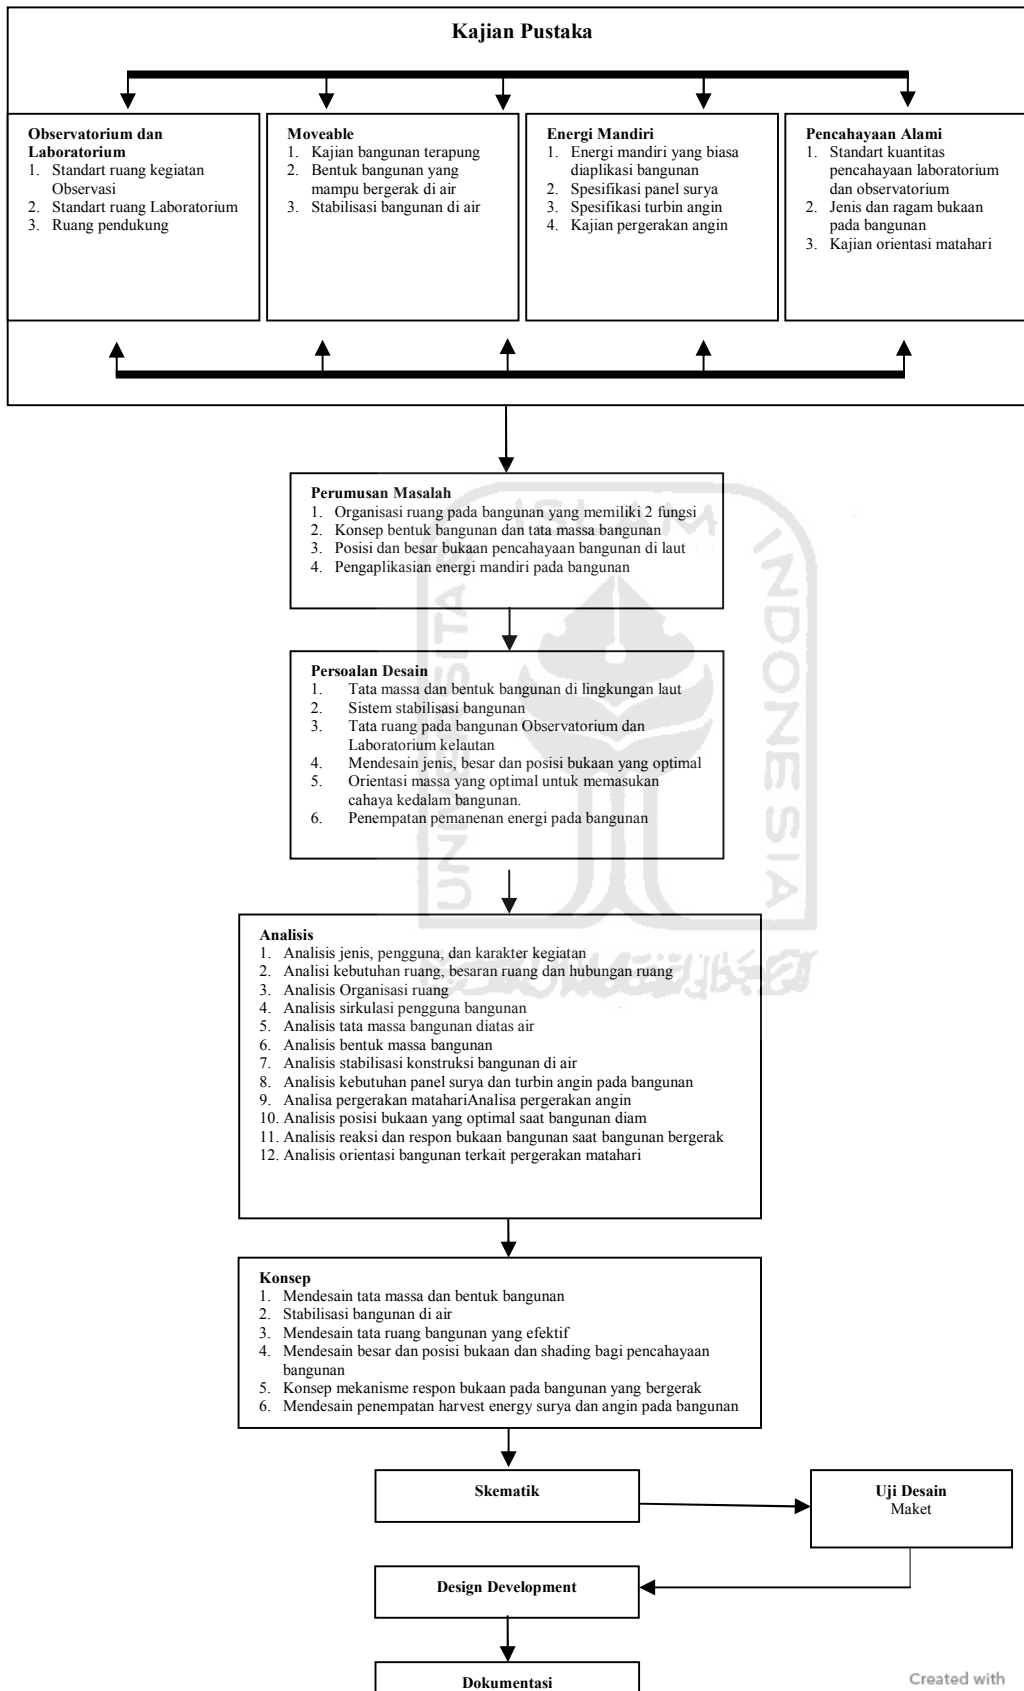 Kajian Pustaka
Observatorium dan
Laboratorium
1. Standart ruang kegiatan
Observasi
2. Standart ruang Laboratorium
3. Ruang pendukung
Moveable
1. Kajian bangunan terapung
2. Bentuk bangunan yang
mampu bergerak di air
3. Stabilisasi bangunan di air
Energi Mandiri
1. Energi mandiri yang biasa
diaplikasi bangunan
2. Spesifikasi panel surya
3. Spesifikasi turbin angin
4. Kajian pergerakan angin
Pencahayaan Alami
1. Standart kuantitas
pencahayaan laboratorium
dan observatorium
2. Jenis dan ragam bukaan
pada bangunan
3. Kajian orientasi matahari
Perumusan Masalah
1. Organisasi ruang pada bangunan yang memiliki 2 fungsi
2. Konsep bentuk bangunan dan tata massa bangunan
3. Posisi dan besar bukaan pencahayaan bangunan di laut
4. Pengaplikasian energi mandiri pada bangunan
Persoalan Desain
1. Tata massa dan bentuk bangunan di lingkungan laut
2. Sistem stabilisasi bangunan
3. Tata ruang pada bangunan Observatorium dan
Laboratorium kelautan
4. Mendesain jenis, besar dan posisi bukaan yang optimal
5. Orientasi massa yang optimal untuk memasukan
cahaya kedalam bangunan.
6. Penempatan pemanenan energi pada bangunan
Analisis
1. Analisis jenis, pengguna, dan karakter kegiatan
2. Analisi kebutuhan ruang, besaran ruang dan hubungan ruang
3. Analisis Organisasi ruang
4. Analisis sirkulasi pengguna bangunan
5. Analisis tata massa bangunan diatas air
6. Analisis bentuk massa bangunan
7. Analisis stabilisasi konstruksi bangunan di air
8. Analisis kebutuhan panel surya dan turbin angin pada bangunan
9. Analisa pergerakan matahariAnalisa pergerakan angin
10. Analisis posisi bukaan yang optimal saat bangunan diam
11. Analisis reaksi dan respon bukaan bangunan saat bangunan bergerak
12. Analisis orientasi bangunan terkait pergerakan matahari
Konsep
1. Mendesain tata massa dan bentuk bangunan
2. Stabilisasi bangunan di air
3. Mendesain tata ruang bangunan yang efektif
4. Mendesain besar dan posisi bukaan dan shading bagi pencahayaan
bangunan
5. Konsep mekanisme respon bukaan pada bangunan yang bergerak
6. Mendesain penempatan harvest energy surya dan angin pada bangunan
Skematik
Uji Desain
Maket
Design Development
Dokumentasi
ISLAM
UNIVERSITAS
INDONESIA
Created with